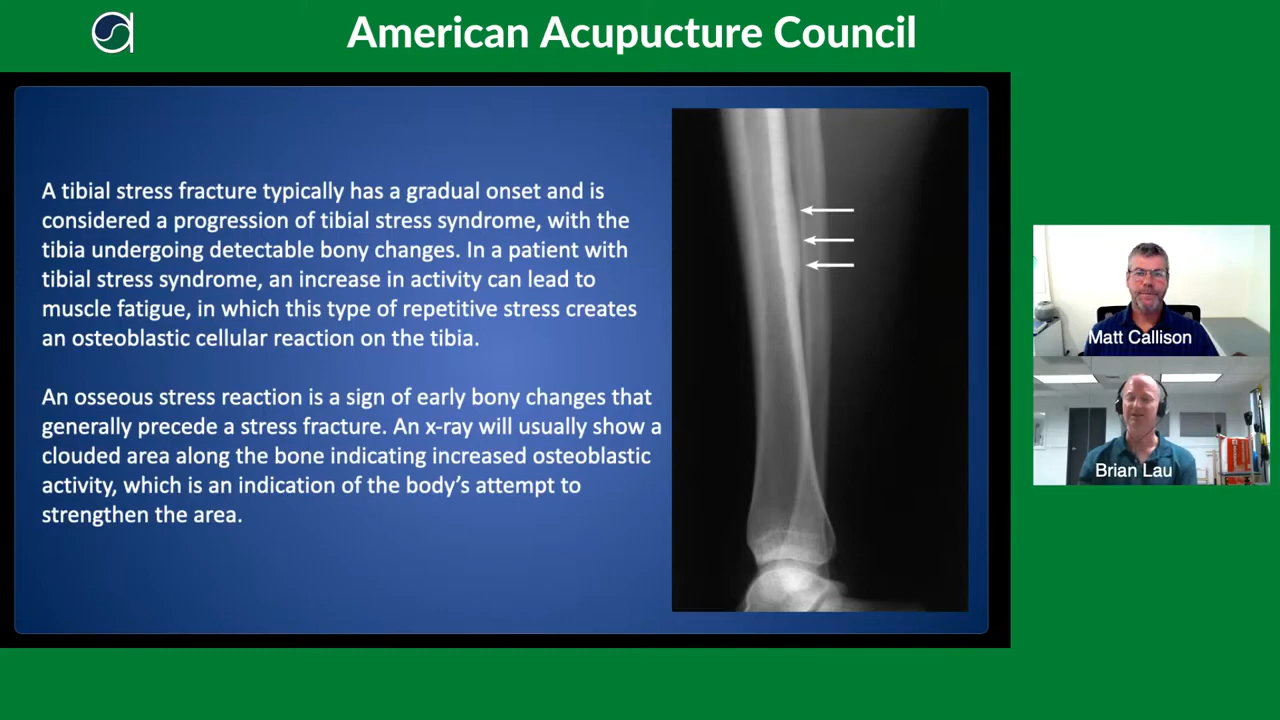 American Acupucture Council
A tibial stress fracture typically has a gradual onset and is
considered a progression of tibial stress syndrome, with the
tibia undergoing detectable bony changes. In a patient with
tibial stress syndrome, an increase in activity can lead to
muscle fatigue, in which this type of repetitive stress creates
an osteoblastic cellular reaction on the tibia.
An osseous stress reaction is a sign of early bony changes that
generally precede a stress fracture. An x-ray will usually show a
clouded area along the bone indicating increased osteoblastic
activity, which is an indication of the body’s attempt to
strengthen the area.
Matt Callison
Brian Lau